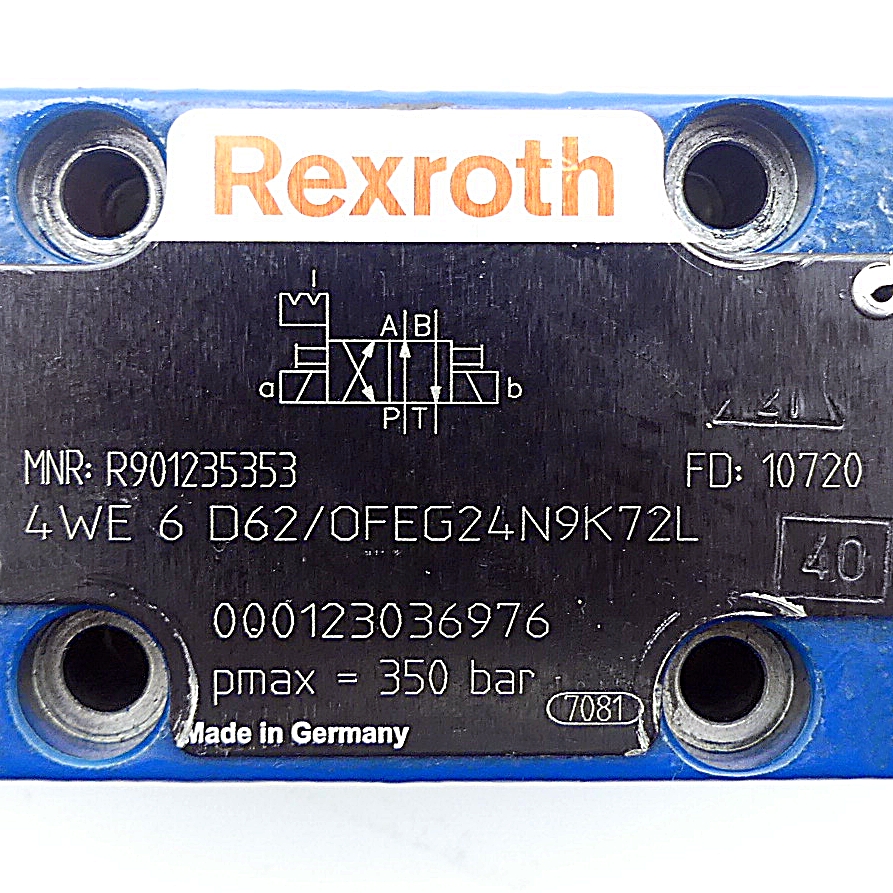 Rexroth
A B
a b
P T
MNR: R901235353 FD: 10720
4WE 6 D62/OFEG24N9K72L
40
000123036976
pmax = 350 bar
7081
Made in Germany